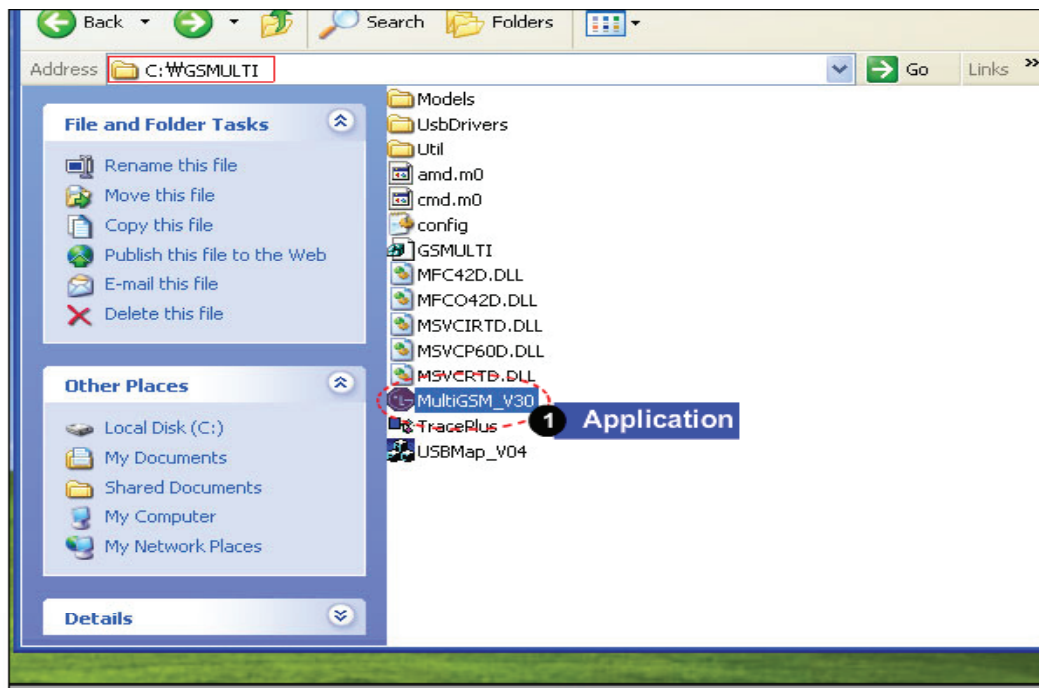 Back Search Folders
Address C:₩GSMULTI Go Links »
File and Folder Tasks
Rename this file
Move this file
Copy this file
Publish this file to the Web
E-mail this file
Delete this file
Other Places
Local Disk (C:)
My Documents
Shared Documents
My Computer
My Network Places
Details
Models
UsbDrivers
Util
amd.m0
cmd.m0
config
GSMULTI
MFC42D.DLL
MFCO42D.DLL
MSVCIRTD.DLL
MSVCP60D.DLL
MSVCRTD.DLL
MultiGSM_V30
1 Application
TracePlus
USBMap_V04